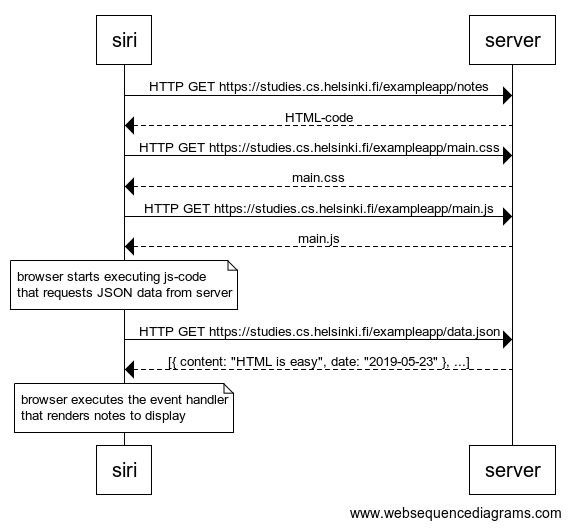 siri
server
HTTP GET https://studies.cs.helsinki.fi/exampleapp/notes
HTML-code
HTTP GET https://studies.cs.helsinki.fi/exampleapp/main.css
main.css
HTTP GET https://studies.cs.helsinki.fi/exampleapp/main.js
main.js
browser starts executing js-code
that requests JSON data from server
HTTP GET https://studies.cs.helsinki.fi/exampleapp/data.json
[{ content: "HTML is easy", date: "2019-05-23" }, ...]
browser executes the event handler
that renders notes to display
siri
server
www.websequencediagrams.com